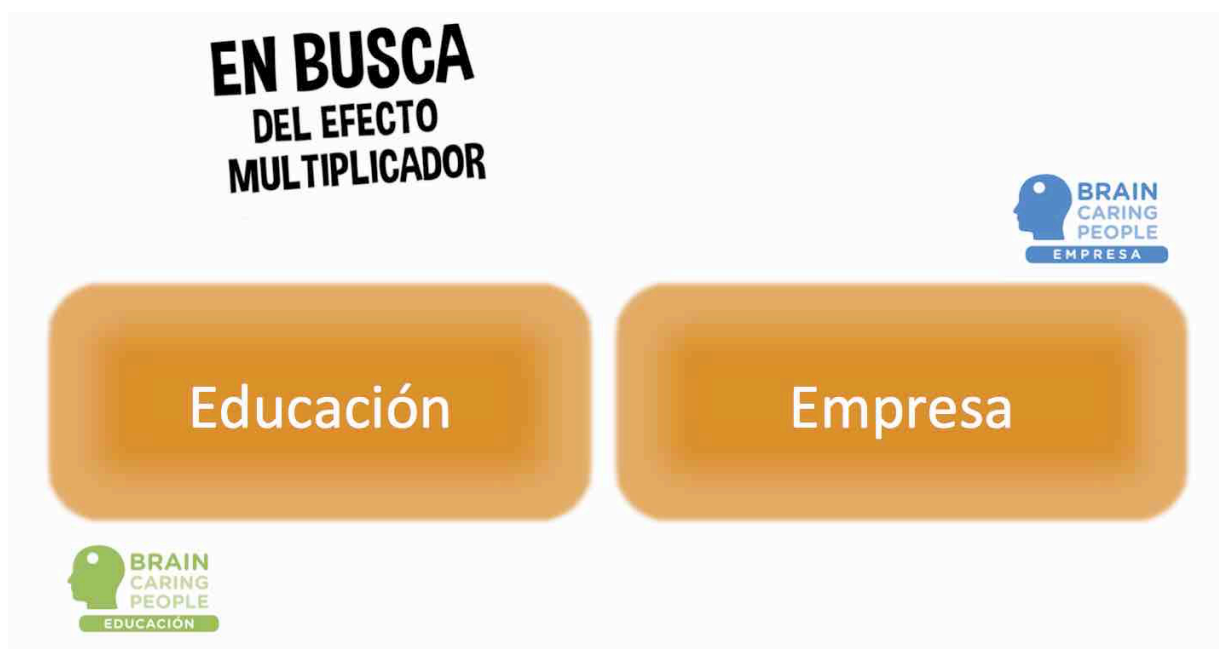 EN BUSCA
DEL EFECTO
MULTIPLICADOR
BRAIN
CARING
PEOPLE
EMPRESA
Educación
Empresa
BRAIN
CARING
PEOPLE
EDUCACIÓN